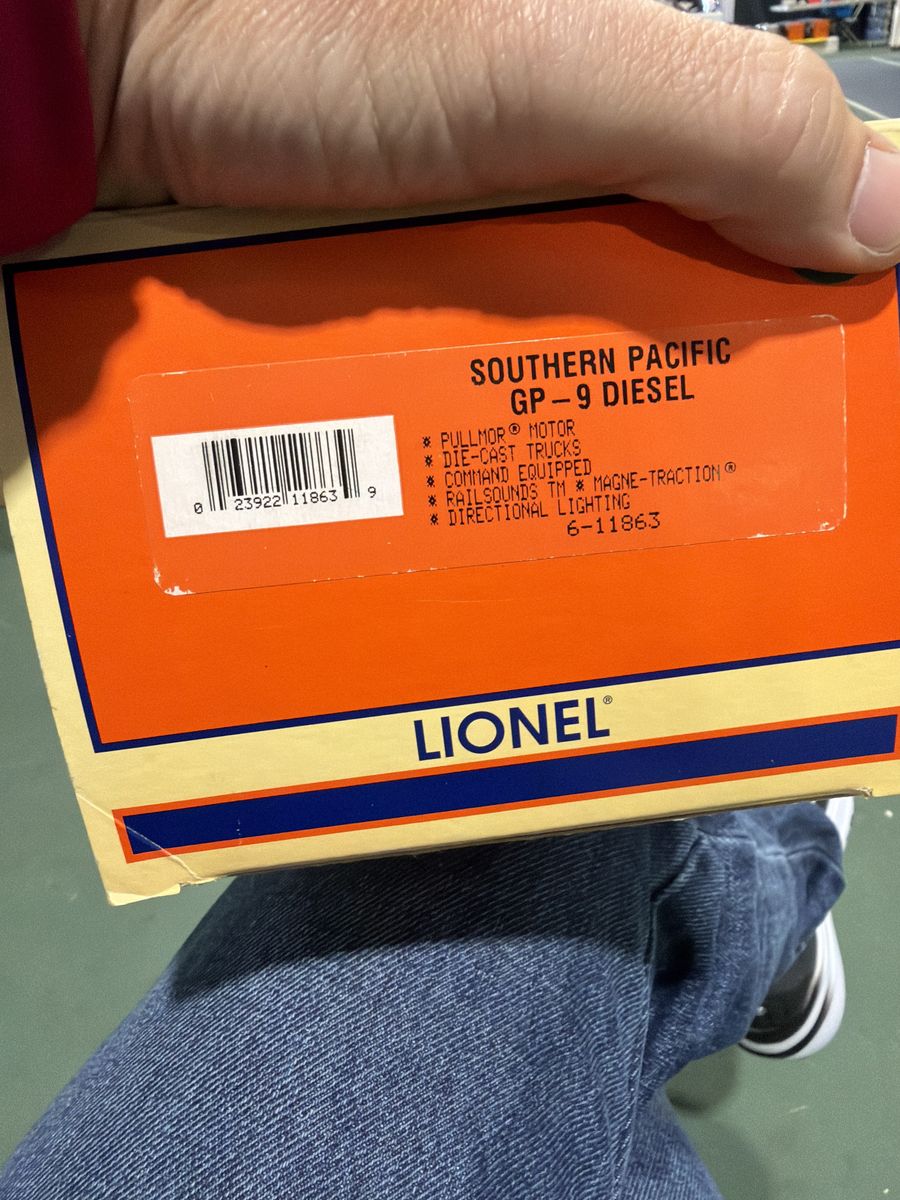 SOUTHERN PACIFIC
GP-9 DIESEL
* PULLMOR® MOTOR
* DIE-CAST TRUCKS
* COMMAND EQUIPPED
* RAILSOUNDS TM * MAGNE-TRACTION®
* DIRECTIONAL LIGHTING
6-11863
0 23922 11863 9
LIONEL®